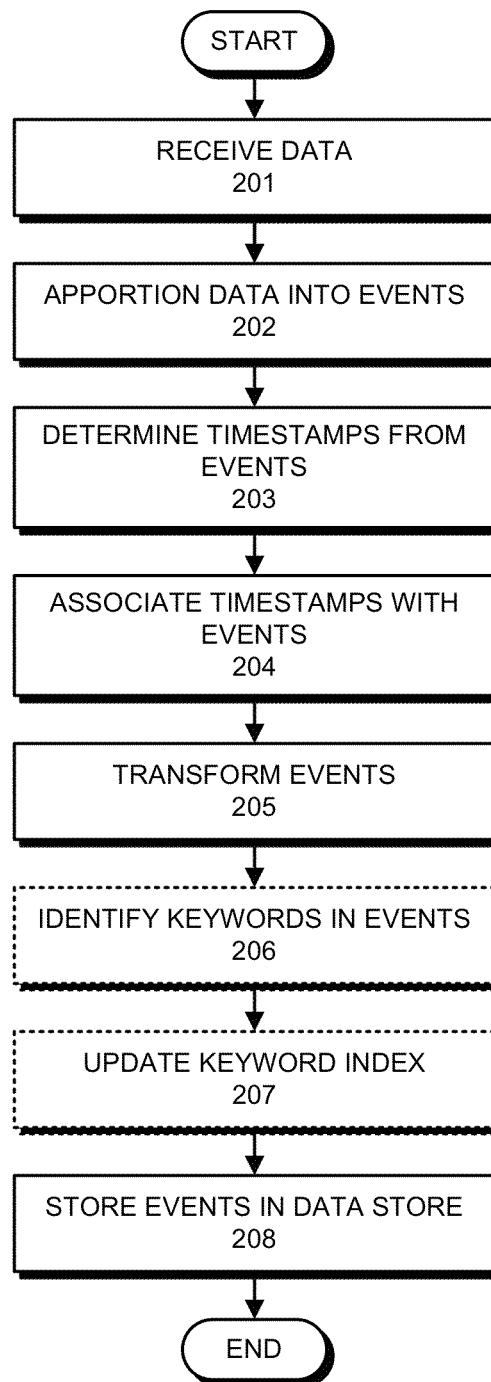 START
RECEIVE DATA
201
APPORTION DATA INTO EVENTS
202
DETERMINE TIMESTAMPS FROM
EVENTS
203
ASSOCIATE TIMESTAMPS WITH
EVENTS
204
TRANSFORM EVENTS
205
IDENTIFY KEYWORDS IN EVENTS
206
UPDATE KEYWORD INDEX
207
STORE EVENTS IN DATA STORE
208
END